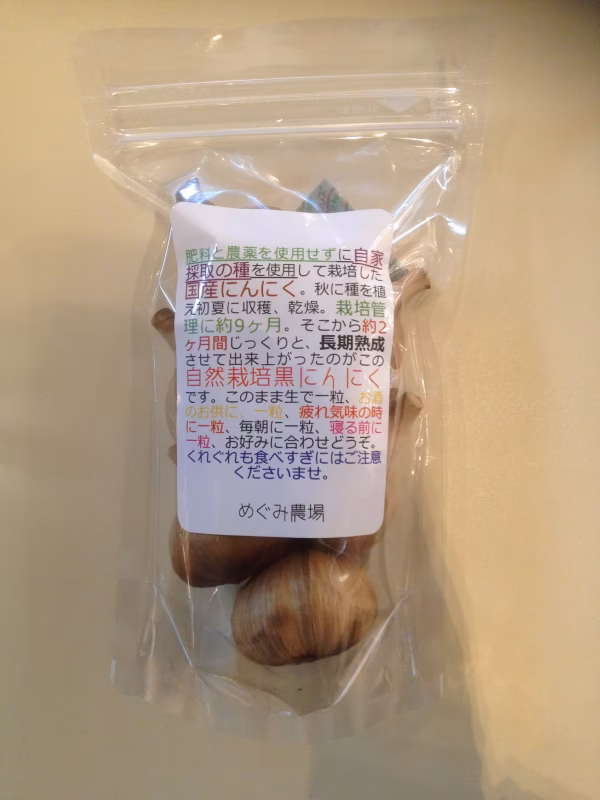 肥料と農薬を使用せずに自家
採取の種を使用して栽培した
国産にんにく。秋に種を植
え初夏に収穫、乾燥。栽培管
理に約9ヶ月。そこから約2
ヶ月間じっくりと、長期熟成
させて出来上がったのがこの
自然栽培黒にんにく
です。このまま生で一粒、お酒
のお供に、一粒、疲れ気味の時
に一粒、毎朝に一粒、寝る前に
一粒、お好みに合わせどうぞ。
くれぐれも食べすぎにはご注意
くださいませ。
めぐみ農場